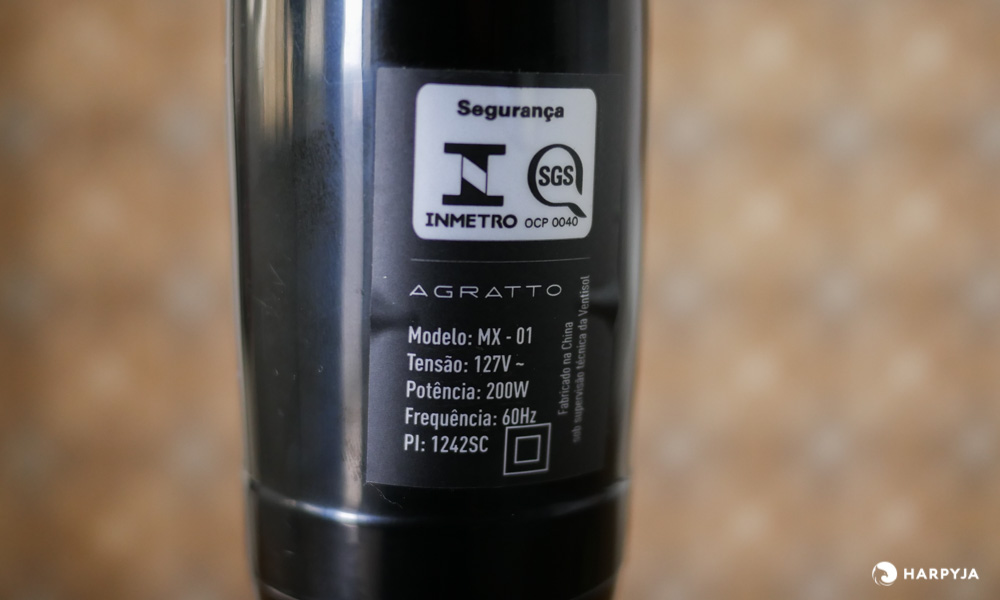 Segurança
SGS
INMETRO OCP 0040
AGRATTO
Modelo: MX - 01
Tensão: 127V ~
Potência: 200W
Frequência: 60Hz
PI: 1242SC
Fabricado na China
sob supervisão técnica da Ventisol
HARPYJA